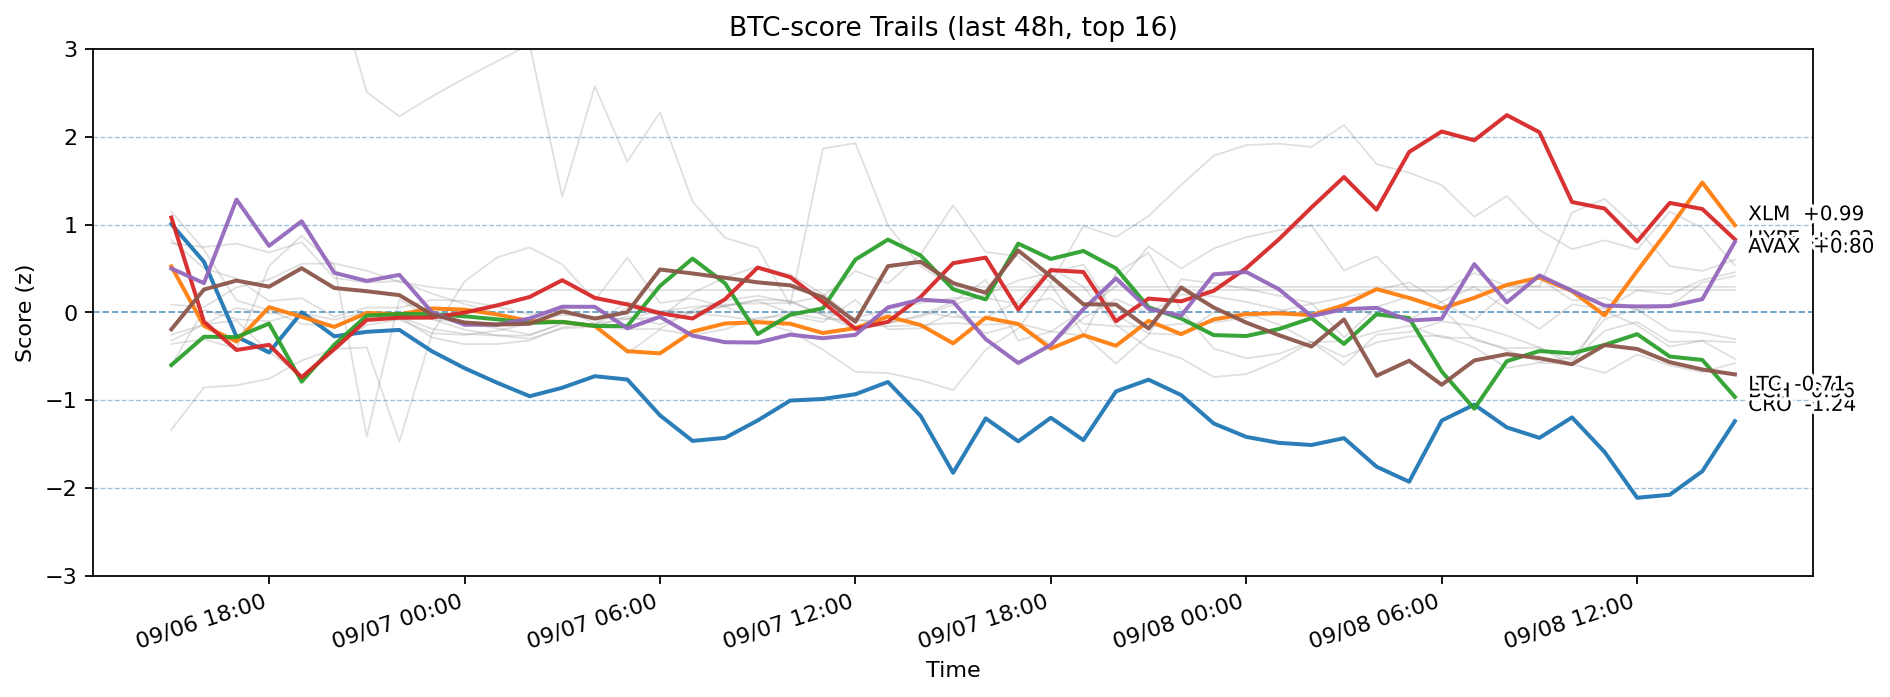 BTC-score Trails (last 48h, top 16)
Score (z)
3
2
1
0
−1
−2
−3
XLM +0.99
AVAX +0.80
LTC -0.71
CRO -1.24
09/06 18:00
09/07 00:00
09/07 06:00
09/07 12:00
09/07 18:00
09/08 00:00
09/08 06:00
09/08 12:00
Time